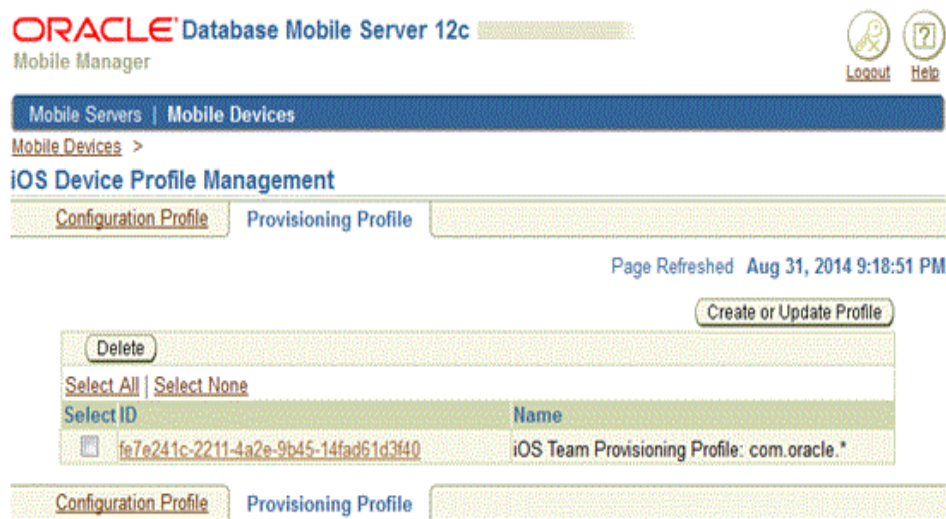 ORACLE Database Mobile Server 12c
Mobile Manager
Logout Help
Mobile Servers | Mobile Devices
Mobile Devices >
iOS Device Profile Management
Configuration Profile Provisioning Profile
Page Refreshed Aug 31, 2014 9:18:51 PM
Create or Update Profile
Delete
Select All | Select None
Select ID Name
fe7e241c-2211-4a2e-9b45-14fad61d3f40 iOS Team Provisioning Profile: com.oracle.*
Configuration Profile Provisioning Profile